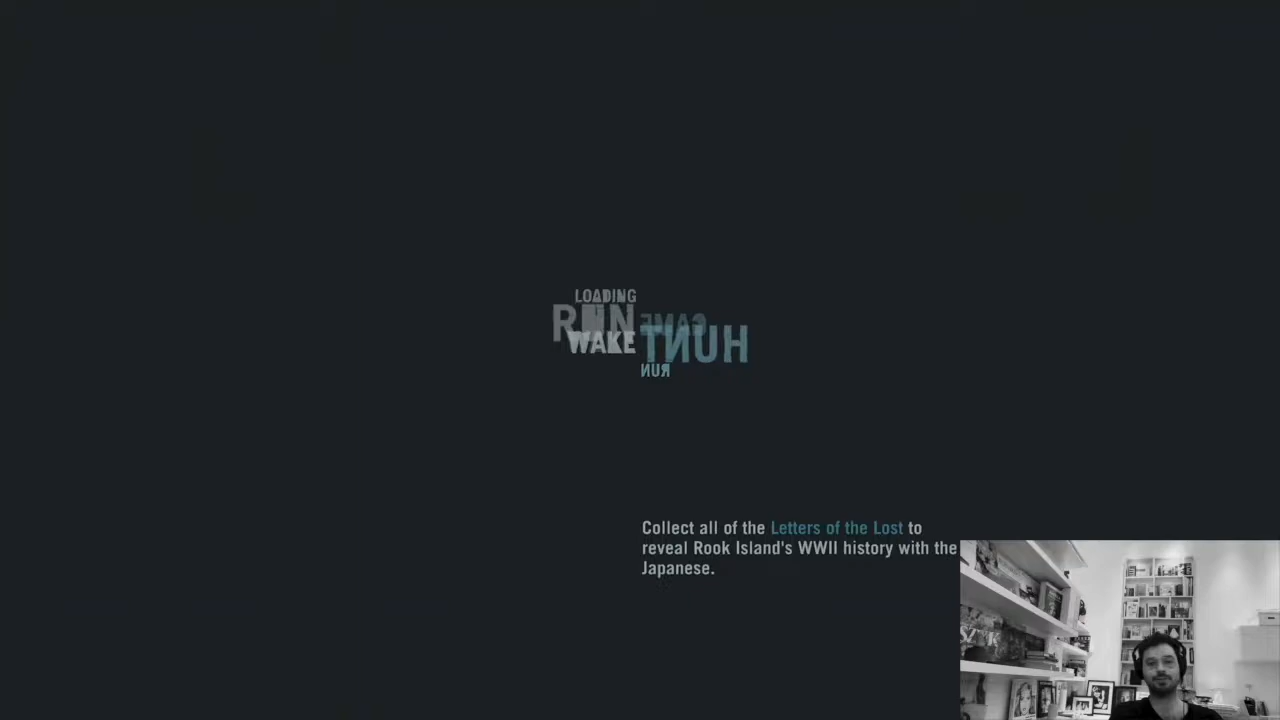 LOADING
RUN
GAME
WAKE
HUNT
RUN
Collect all of the Letters of the Lost to
reveal Rook Island's WWII history with the
Japanese.